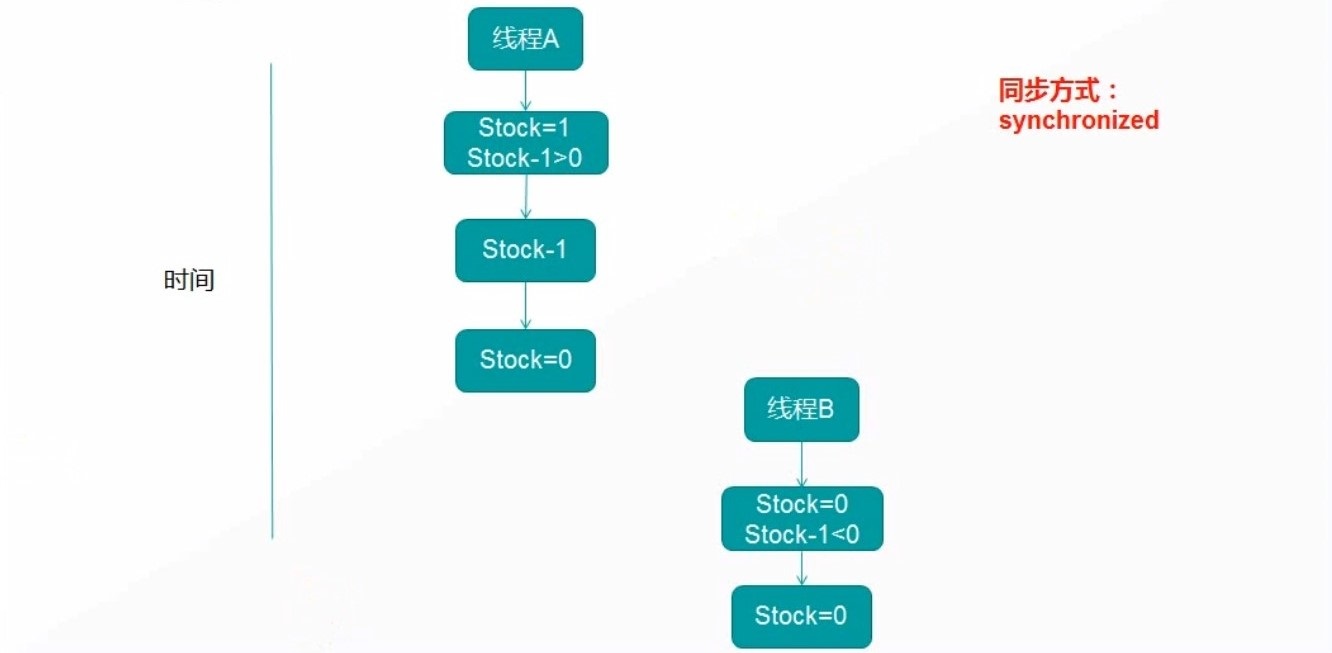 线程A
同步方式：
synchronized
Stock=1
Stock-1>0
Stock-1
时间
Stock=0
线程B
Stock=0
Stock-1<0
Stock=0